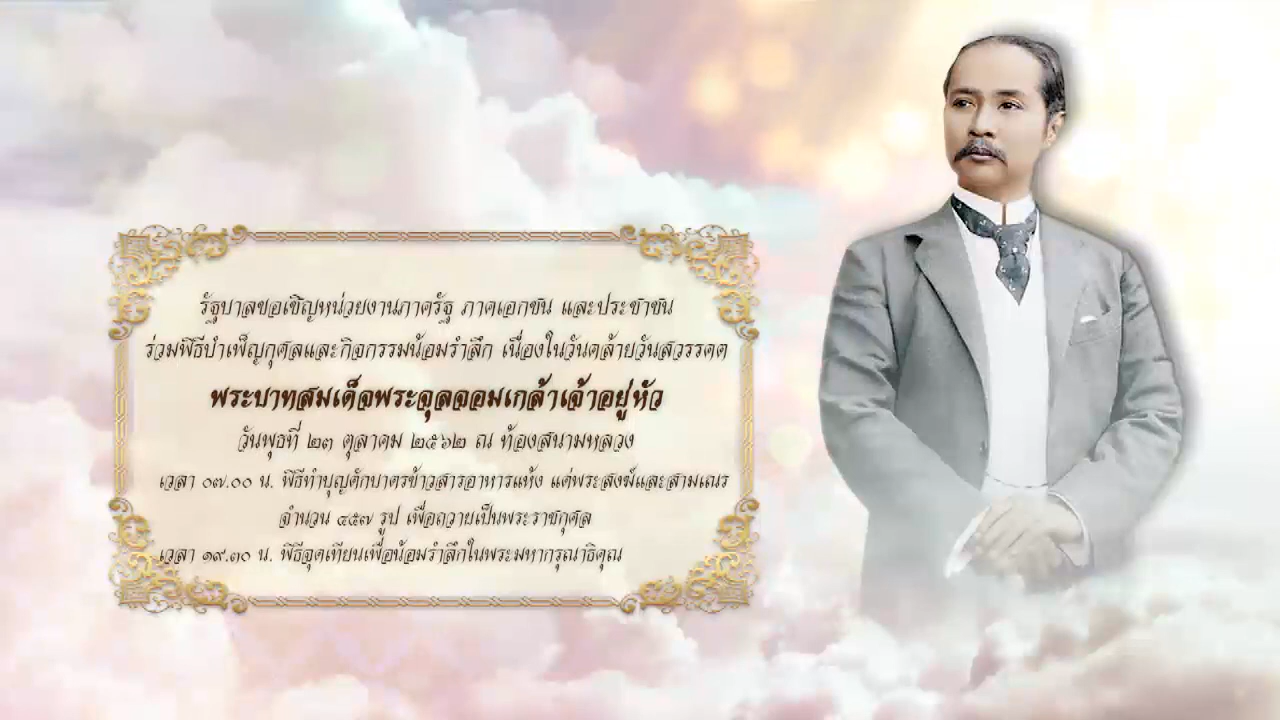 รัฐบาลขอเชิญหน่วยงานภาครัฐ ภาคเอกชน และประชาชน
ร่วมพิธีบำเพ็ญกุศลและกิจกรรมน้อมรำลึก เนื่องในวันคล้ายวันสวรรคต
พระบาทสมเด็จพระจุลจอมเกล้าเจ้าอยู่หัว
วันพุธที่ ๒๓ ตุลาคม ๒๕๖๒ ณ ท้องสนามหลวง
เวลา ๐๗.๐๐ น. พิธีทำบุญตักบาตรข้าวสารอาหารแห้ง แด่พระสงฆ์และสามเณร
จำนวน ๔๕๗ รูป เพื่อถวายเป็นพระราชกุศล
เวลา ๑๙.๓๐ น. พิธีจุดเทียนเพื่อน้อมรำลึกในพระมหากรุณาธิคุณ